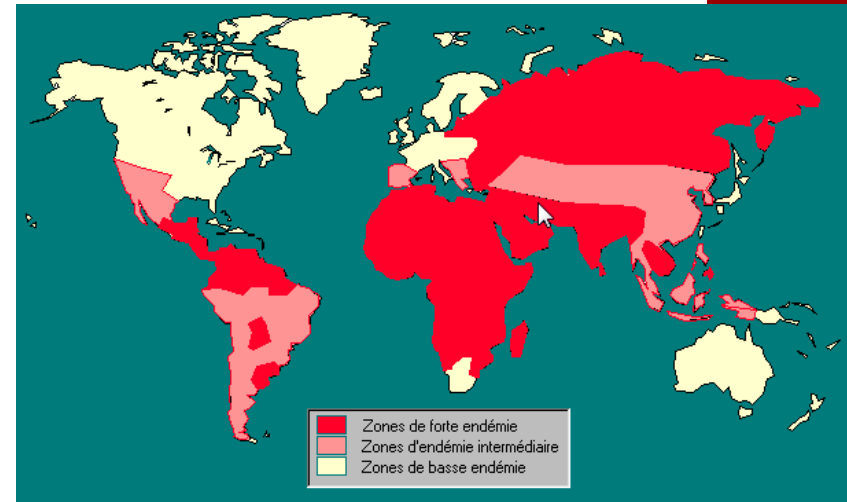 Zones de forte endémie
Zones d'endémie intermédiaire
Zones de basse endémie